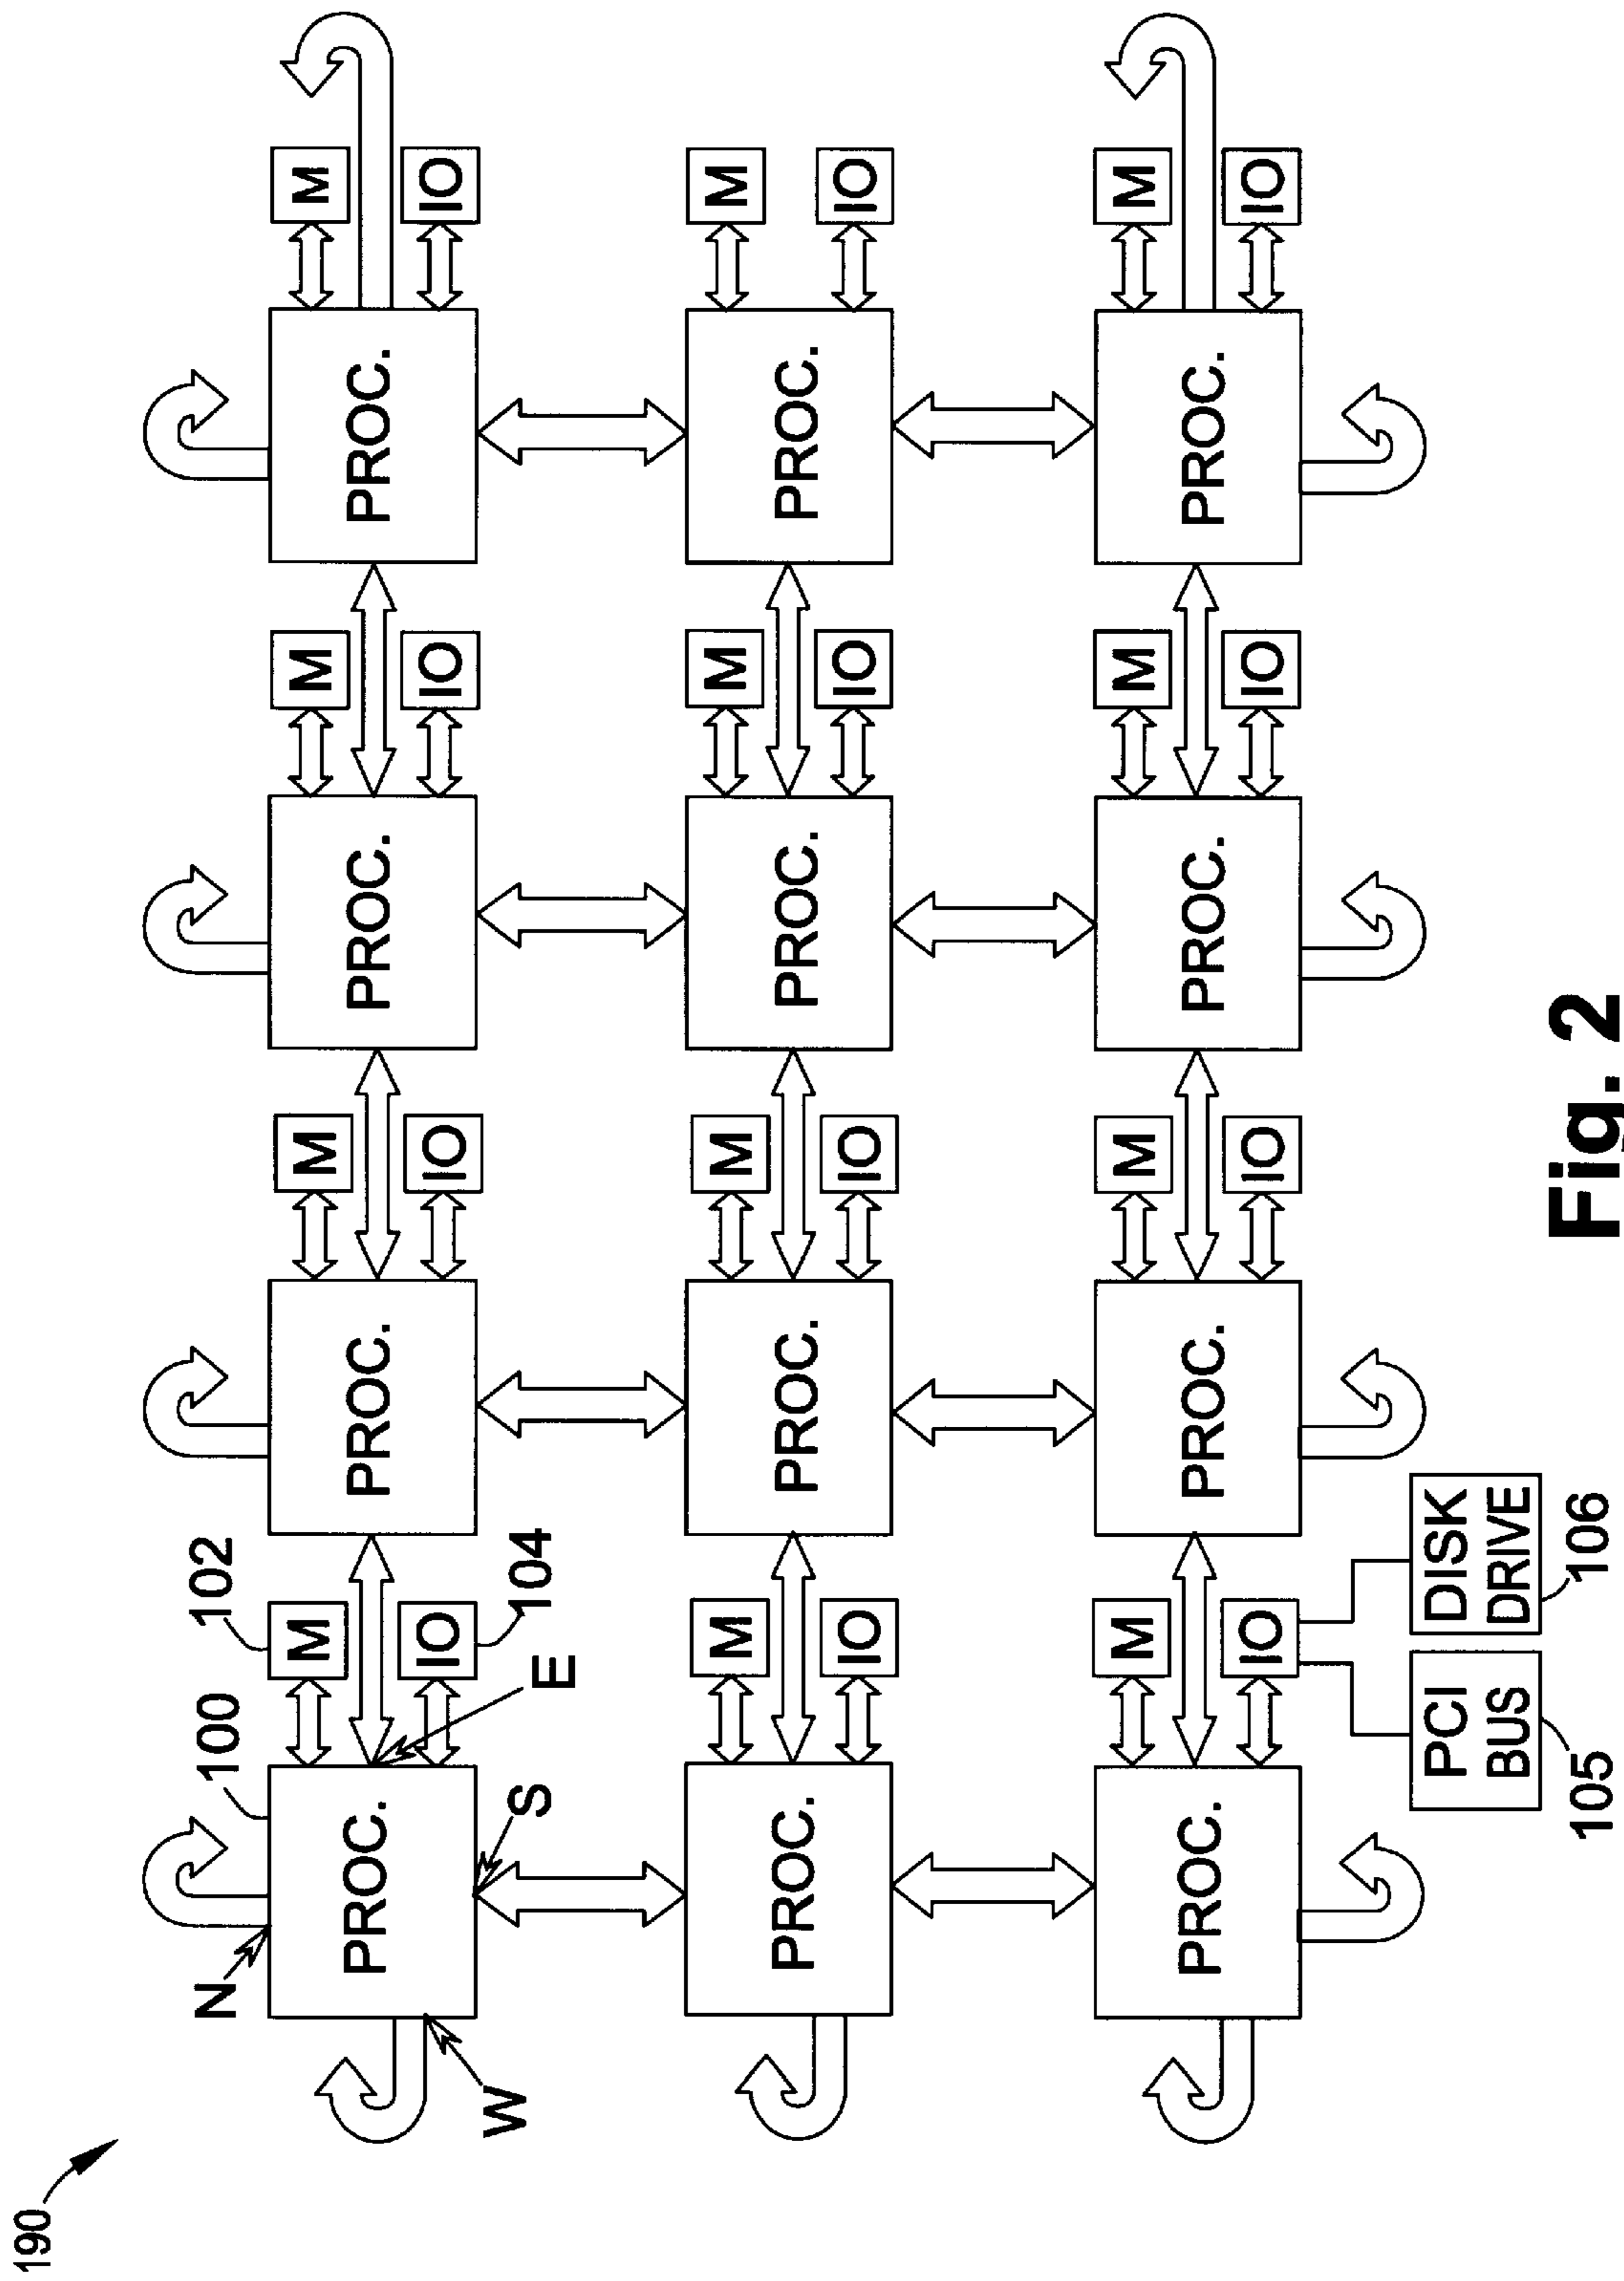 190
N
100
102
M
M
M
M
PROC.
PROC.
PROC.
PROC.
IO
IO
IO
IO
W
S
E
104
M
M
M
M
PROC.
PROC.
PROC.
PROC.
IO
IO
IO
IO
M
M
M
M
PROC.
PROC.
PROC.
PROC.
IO
IO
IO
IO
PCI
BUS
DISK
DRIVE
105
106
Fig. 2